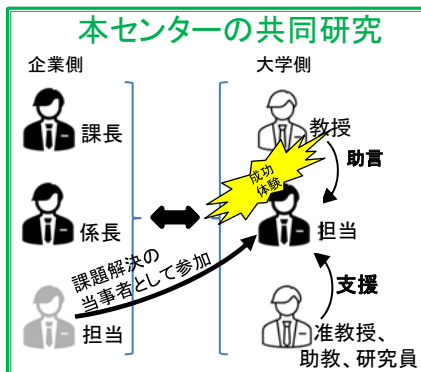 本センターの共同研究
企業側
大学側
課長
教授
助言
成功
体験
係長
担当
課題解決の
当事者として参加
担当
支援
准教授、
助教、研究員